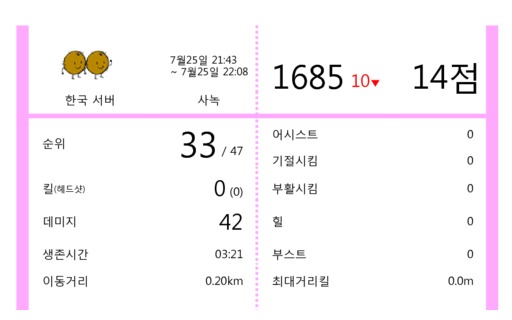 7월25일 21:43
~ 7월25일 22:08
한국 서버
사녹
1685 10▼
14점
순위
33 / 47
킬(헤드샷)
0 (0)
데미지
42
생존시간
03:21
이동거리
0.20km
어시스트
0
기절시킴
0
부활시킴
0
힐
0
부스트
0
최대거리킬
0.0m